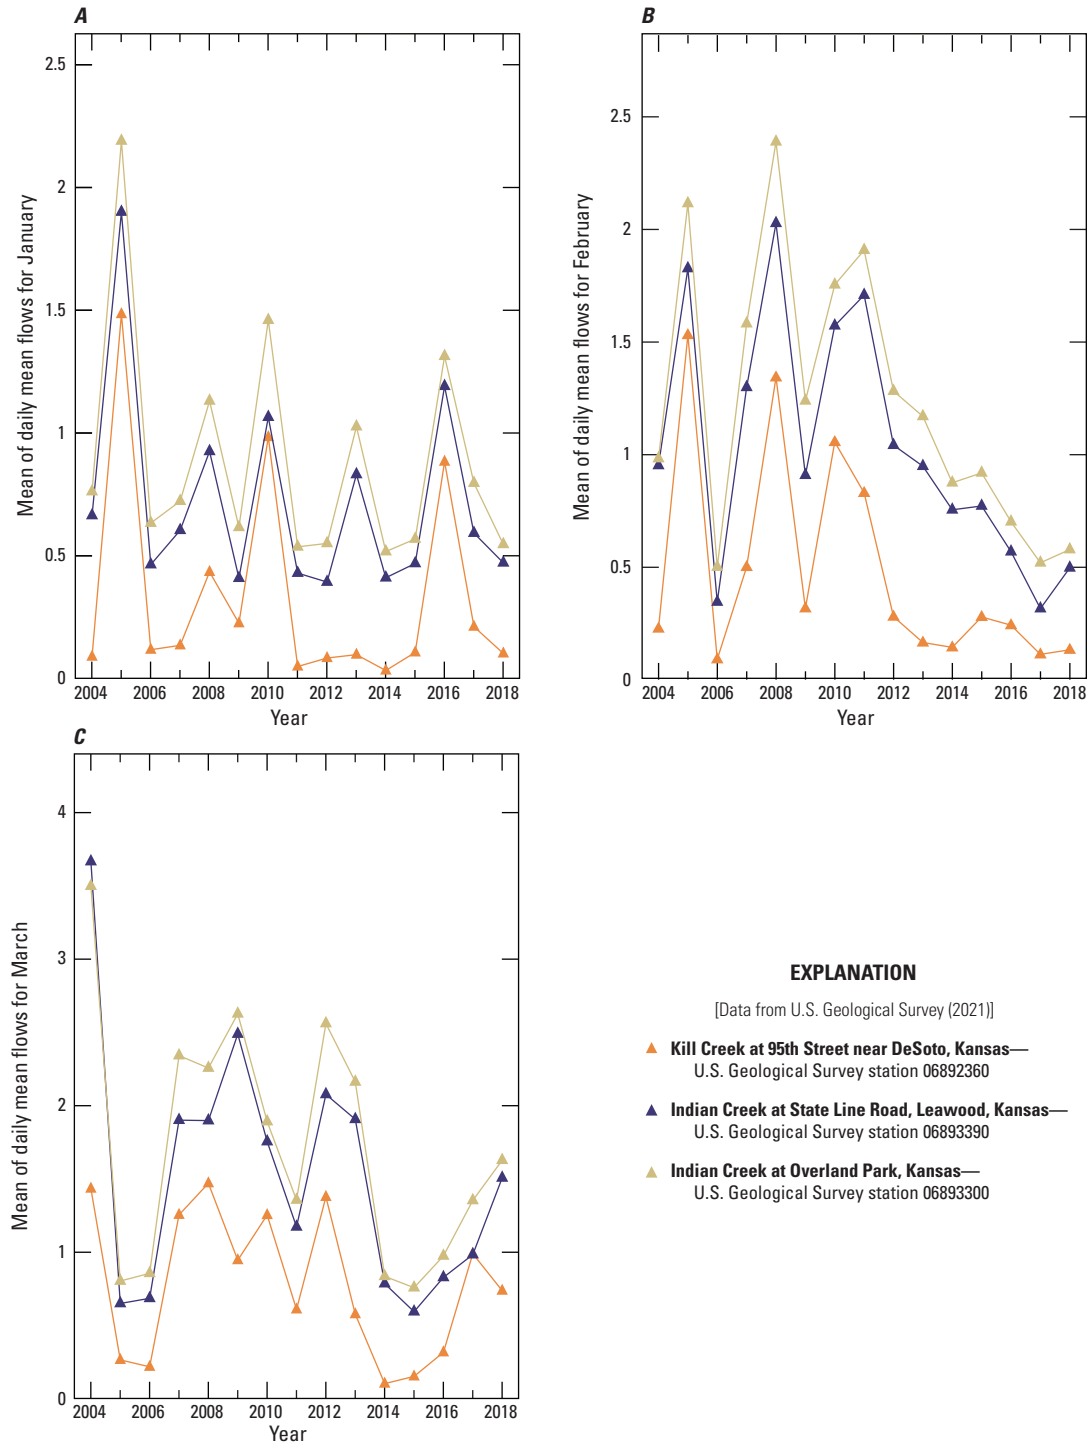 A
Mean of daily mean flows for January
2.5
2
1.5
1
0.5
0
2004 2006 2008 2010 2012 2014 2016 2018
Year
B
Mean of daily mean flows for February
2.5
2
1.5
1
0.5
0
2004 2006 2008 2010 2012 2014 2016 2018
Year
C
Mean of daily mean flows for March
4
3
2
1
0
2004 2006 2008 2010 2012 2014 2016 2018
Year
EXPLANATION
[Data from U.S. Geological Survey (2021)]
Kill Creek at 95th Street near DeSoto, Kansas—
U.S. Geological Survey station 06892360
Indian Creek at State Line Road, Leawood, Kansas—
U.S. Geological Survey station 06893390
Indian Creek at Overland Park, Kansas—
U.S. Geological Survey station 06893300